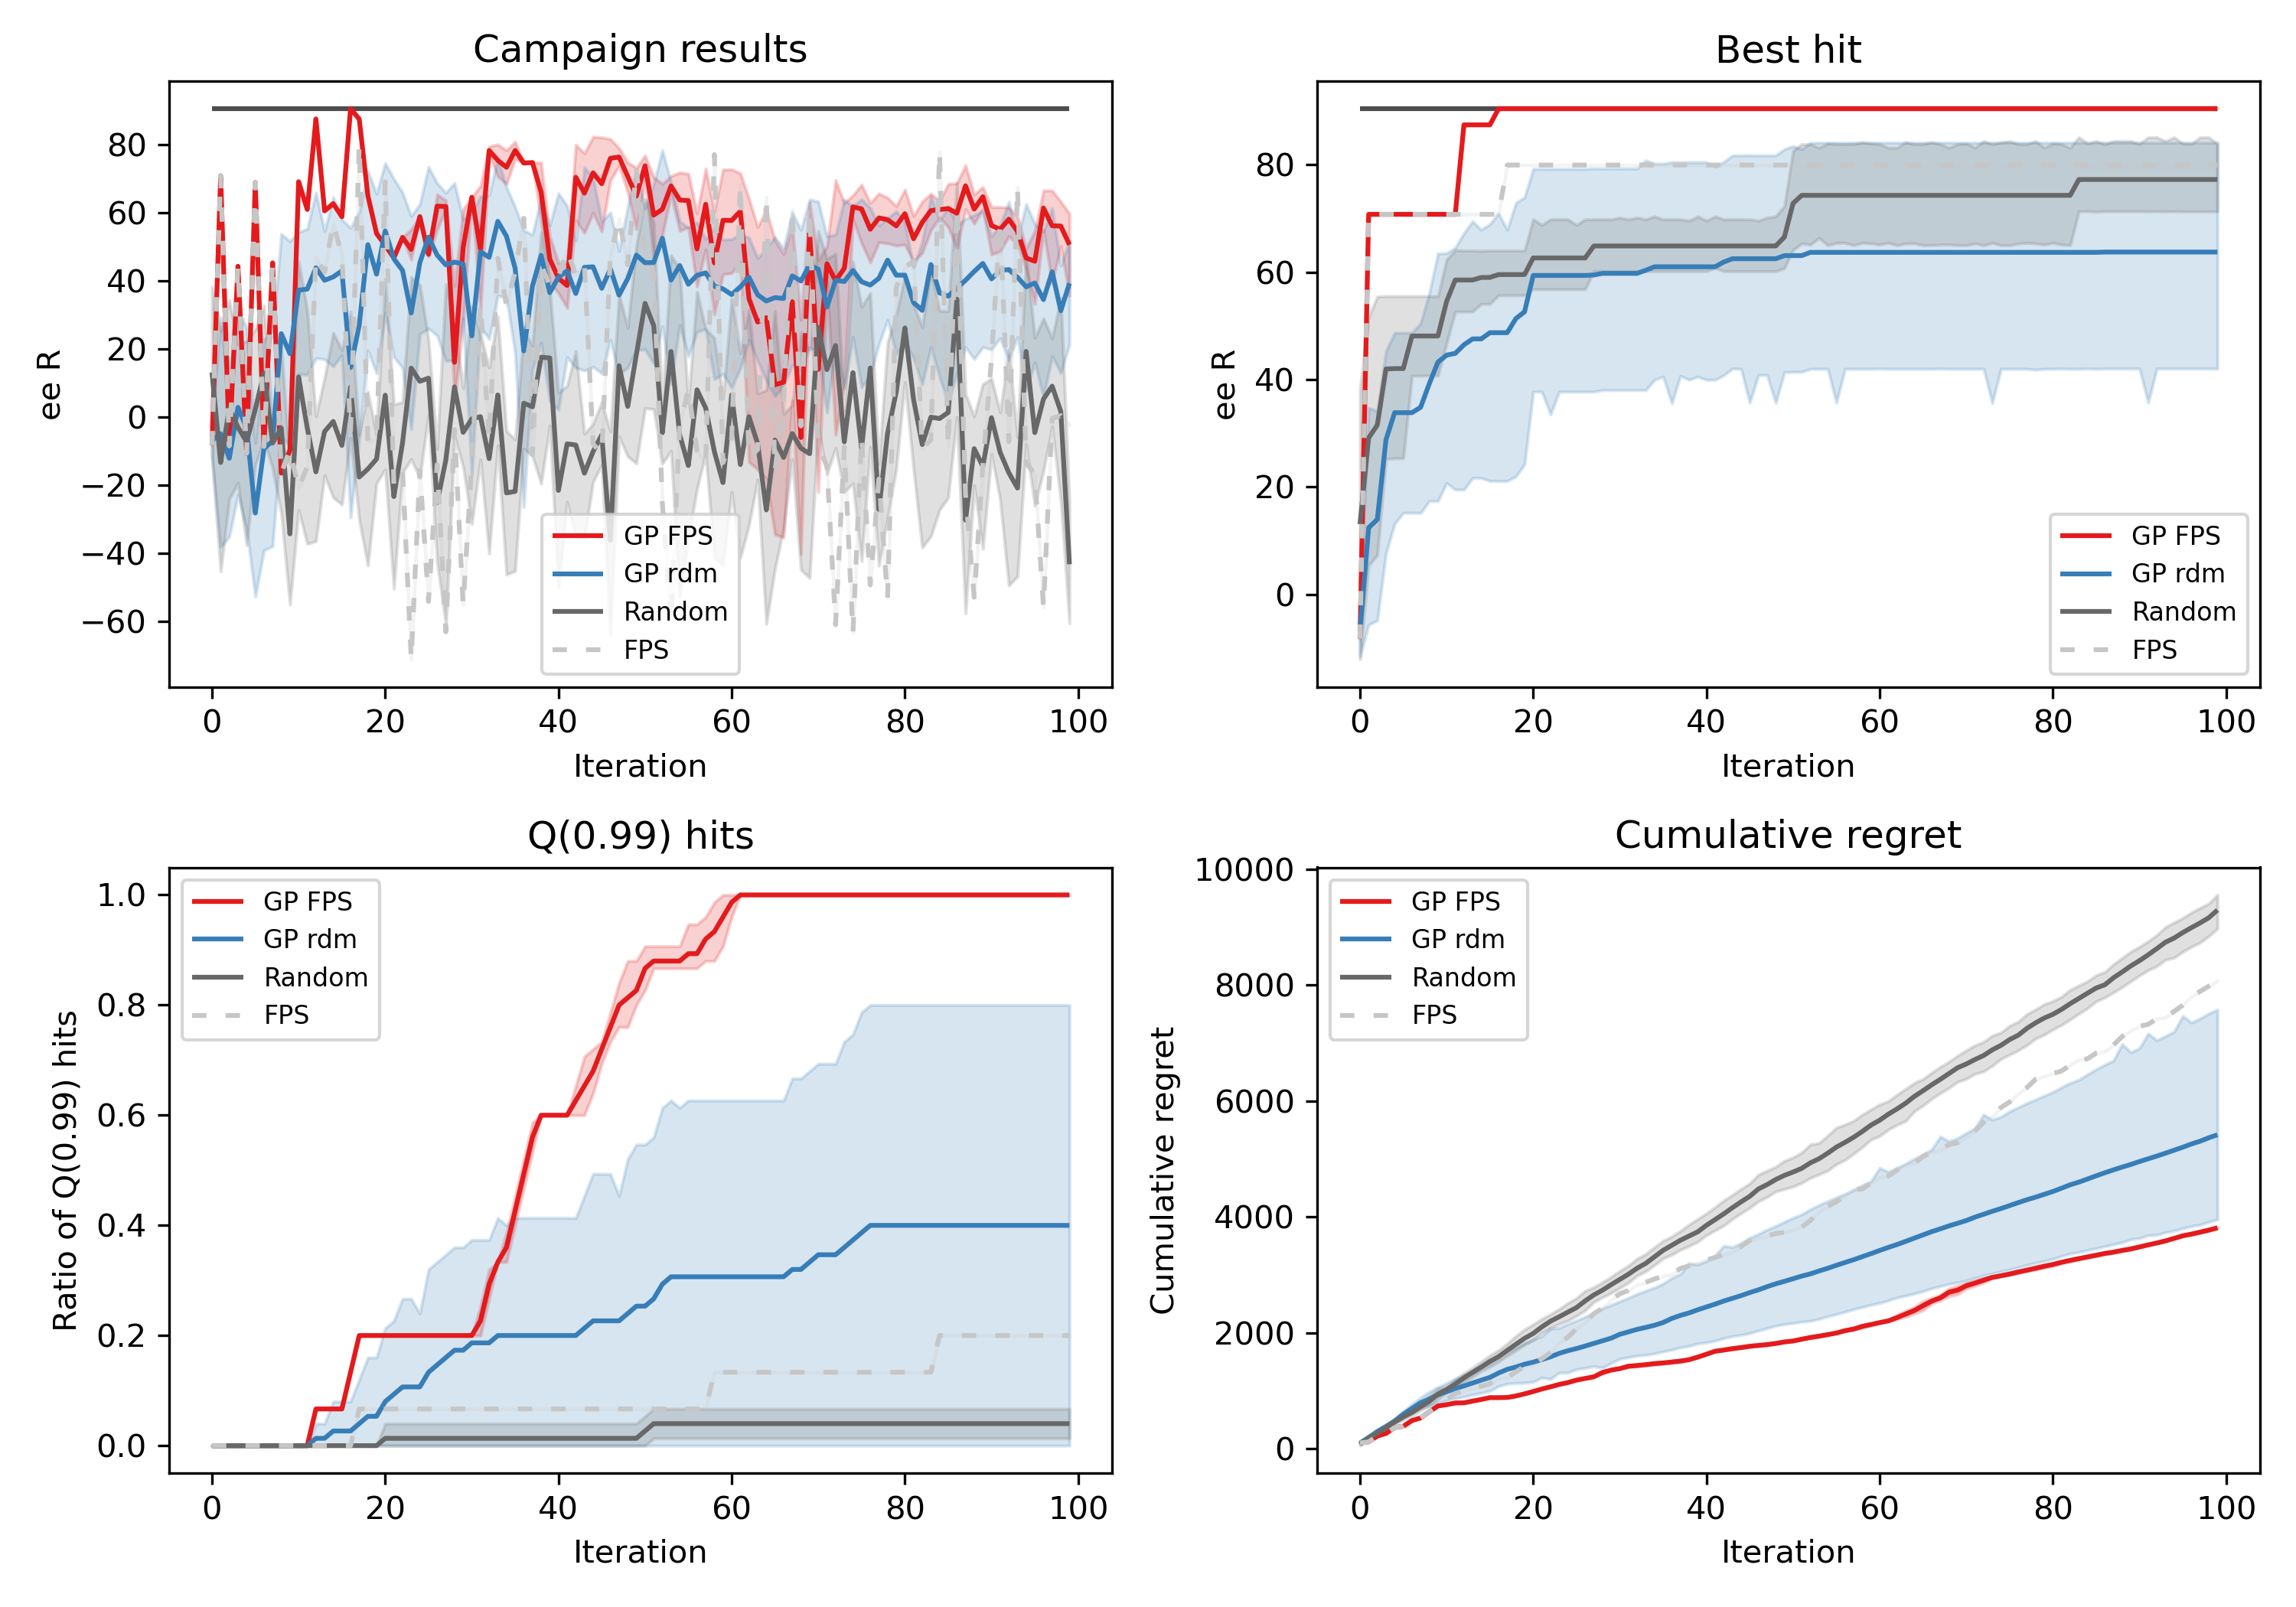 Campaign results
ee R
80
60
40
20
0
−20
−40
−60
GP FPS
GP rdm
Random
FPS
0 20 40 60 80 100
Iteration
Best hit
ee R
80
60
40
20
0
GP FPS
GP rdm
Random
FPS
0 20 40 60 80 100
Iteration
Q(0.99) hits
Ratio of Q(0.99) hits
1.0
0.8
0.6
0.4
0.2
0.0
GP FPS
GP rdm
Random
FPS
0 20 40 60 80 100
Iteration
Cumulative regret
Cumulative regret
10000
8000
6000
4000
2000
0
GP FPS
GP rdm
Random
FPS
0 20 40 60 80 100
Iteration